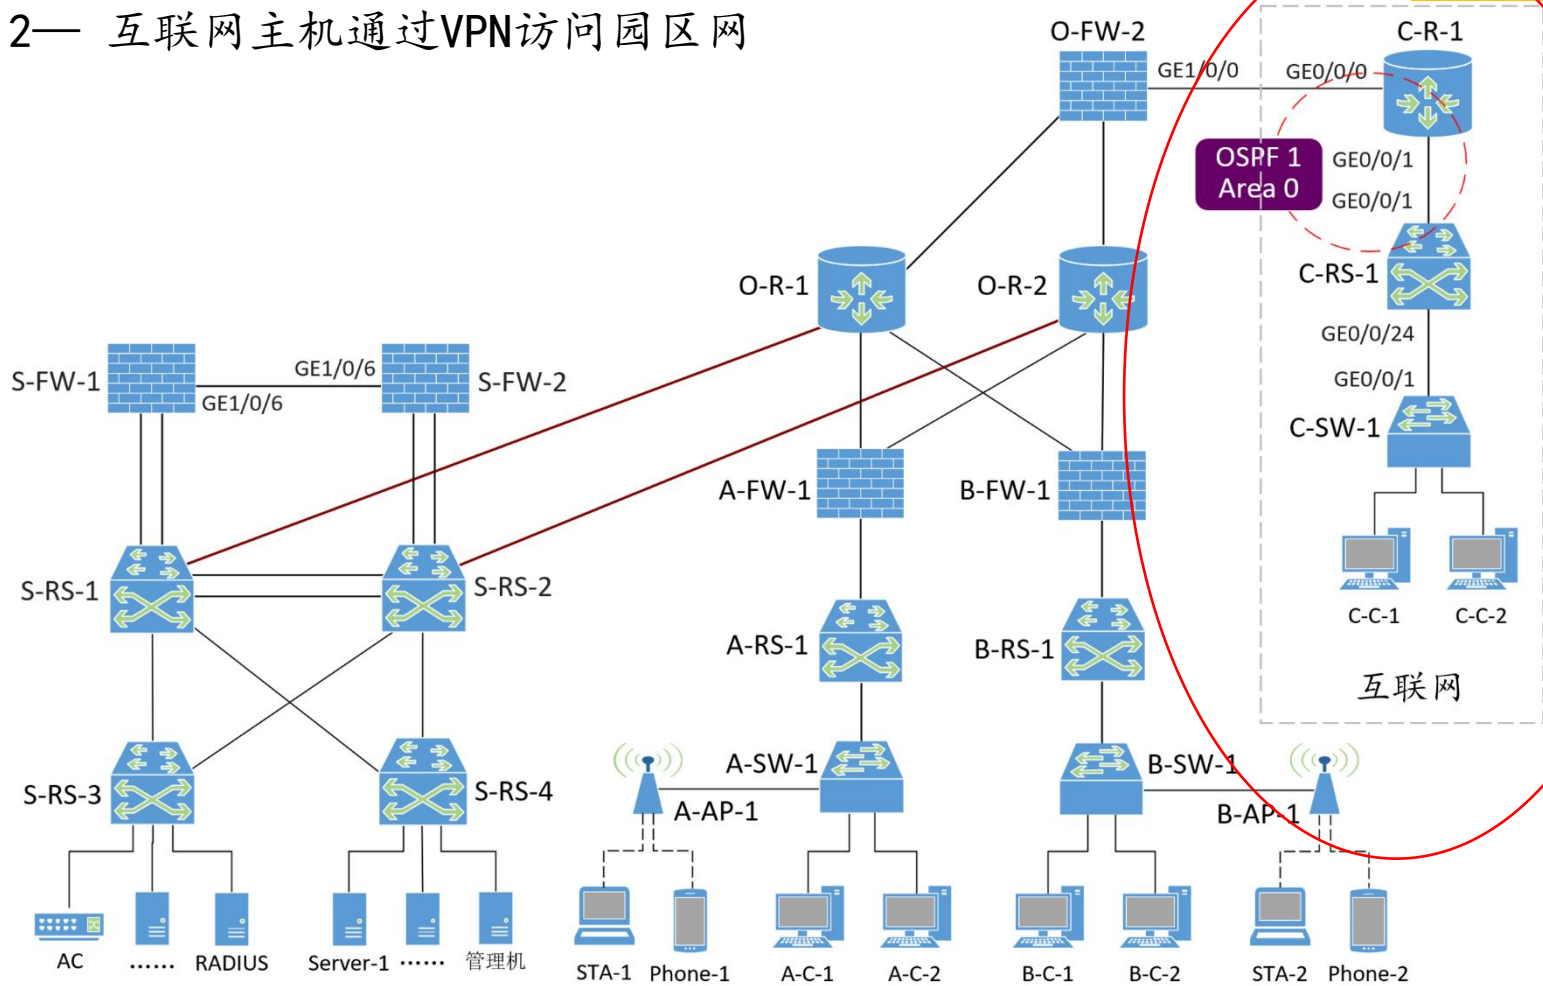 2— 互联网主机通过VPN访问园区网
O-FW-2
C-R-1
GE1/0/0
GE0/0/0
OSPF 1
Area 0
GE0/0/1
GE0/0/1
C-RS-1
O-R-1
O-R-2
GE0/0/24
S-FW-1
GE1/0/6
GE1/0/6
S-FW-2
GE0/0/1
C-SW-1
A-FW-1
B-FW-1
S-RS-1
S-RS-2
C-C-1
C-C-2
A-RS-1
B-RS-1
互联网
S-RS-3
S-RS-4
A-SW-1
A-AP-1
B-SW-1
B-AP-1
AC
……
RADIUS
Server-1
……
管理机
STA-1
Phone-1
A-C-1
A-C-2
B-C-1
B-C-2
STA-2
Phone-2